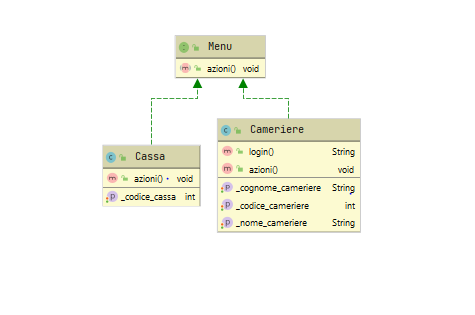 Menu
azioni() void
Cassa
azioni() void
_codice_cassa int
Cameriere
login() String
azioni() void
_cognome_cameriere String
_codice_cameriere int
_nome_cameriere String